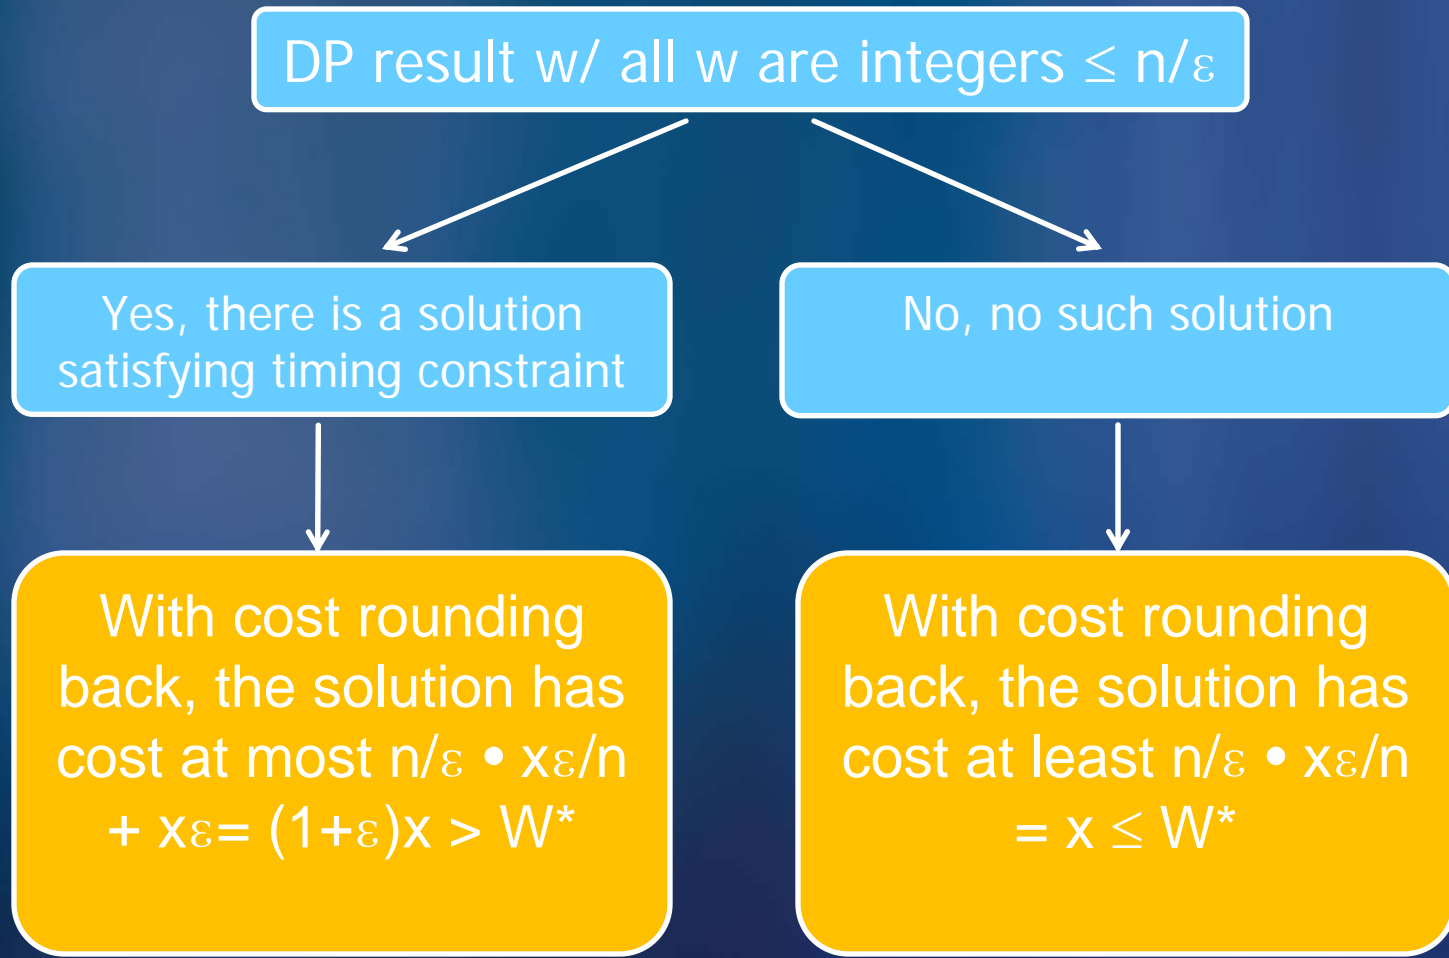 DP result w/ all w are integers ≤ n/ε
Yes, there is a solution
satisfying timing constraint
No, no such solution
With cost rounding
back, the solution has
cost at most n/ε • xε/n
+ xε= (1+ε)x > W*
With cost rounding
back, the solution has
cost at least n/ε • xε/n
= x ≤ W*